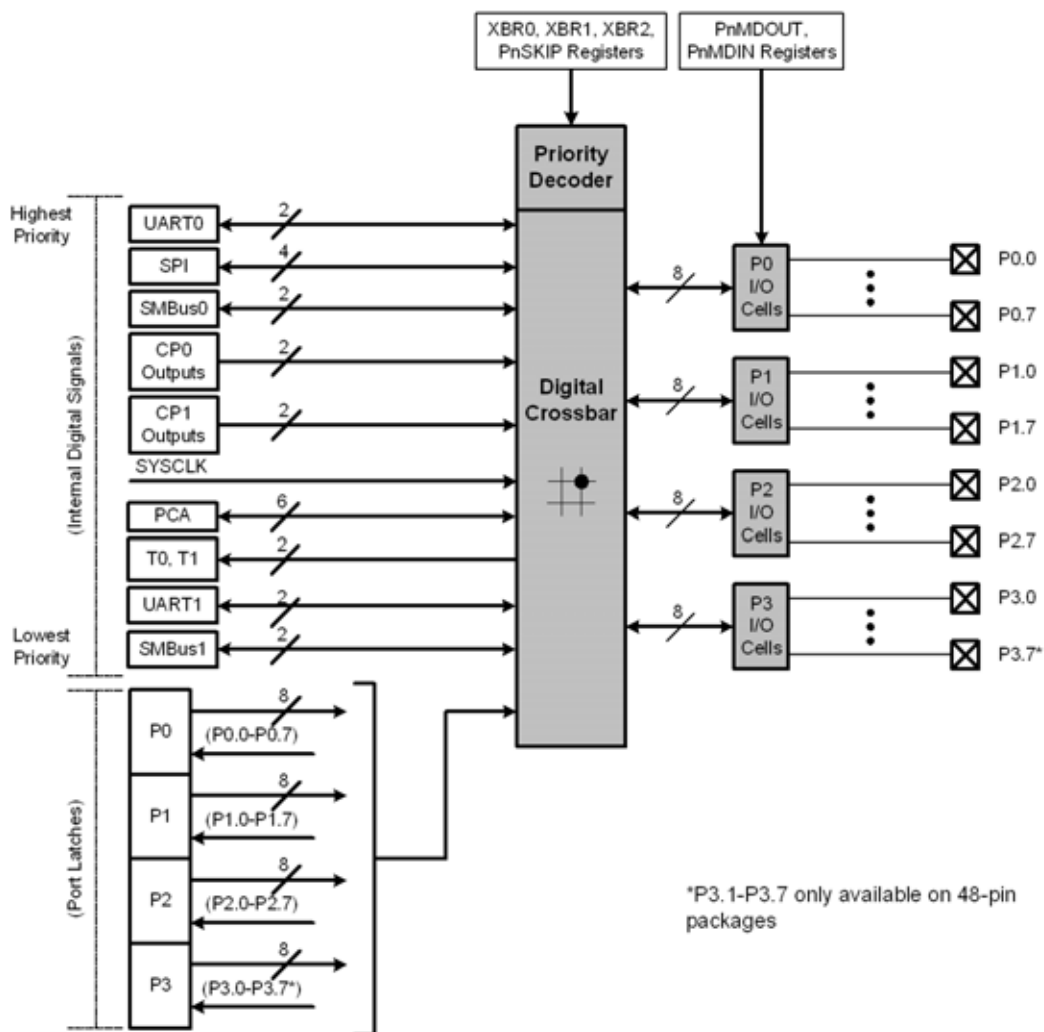 XBR0, XBR1, XBR2,
PnSKIP Registers
PnMDOUT,
PnMDIN Registers
Priority
Decoder
Highest
Priority
(Internal Digital Signals)
Lowest
Priority
UART0
2
SPI
4
SMBus0
2
CP0
Outputs
2
CP1
Outputs
2
SYSCLK
PCA
6
T0, T1
2
UART1
2
SMBus1
2
Digital
Crossbar
8
P0
I/O
Cells
P0.0
P0.7
8
P1
I/O
Cells
P1.0
P1.7
8
P2
I/O
Cells
P2.0
P2.7
8
P3
I/O
Cells
P3.0
P3.7*
(Port Latches)
P0
8
(P0.0-P0.7)
P1
8
(P1.0-P1.7)
P2
8
(P2.0-P2.7)
P3
8
(P3.0-P3.7*)
*P3.1-P3.7 only available on 48-pin
packages